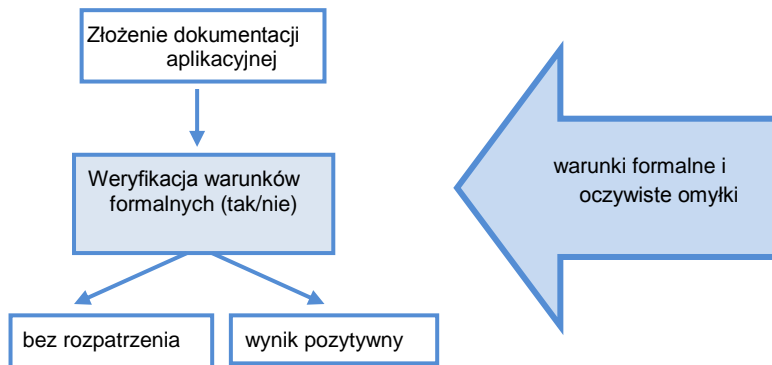 Złożenie dokumentacji
aplikacyjnej
Weryfikacja warunków
formalnych (tak/nie)
warunki formalne i
oczywiste omyłki
bez rozpatrzenia
wynik pozytywny